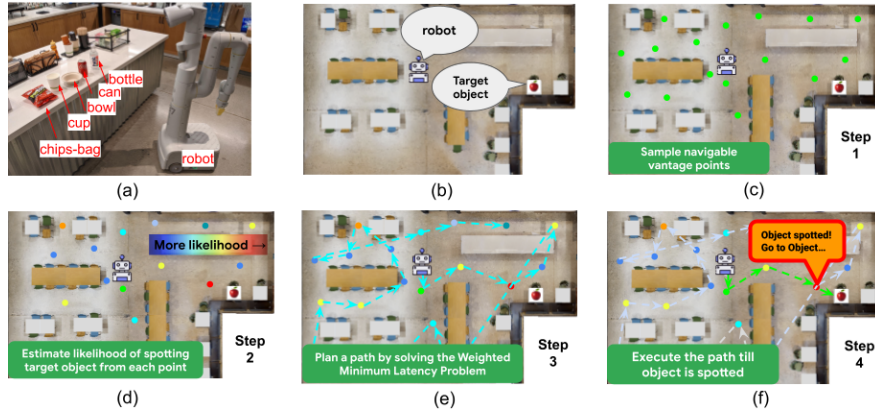 bottle
can
bowl
cup
chips-bag
robot
(a)
robot
Target
object
(b)
Sample navigable
vantage points
Step
1
(c)
More likelihood →
Estimate likelihood of spotting
target object from each point
Step
2
(d)
Plan a path by solving the Weighted
Minimum Latency Problem
Step
3
(e)
Object spotted!
Go to Object...
Execute the path till
object is spotted
Step
4
(f)